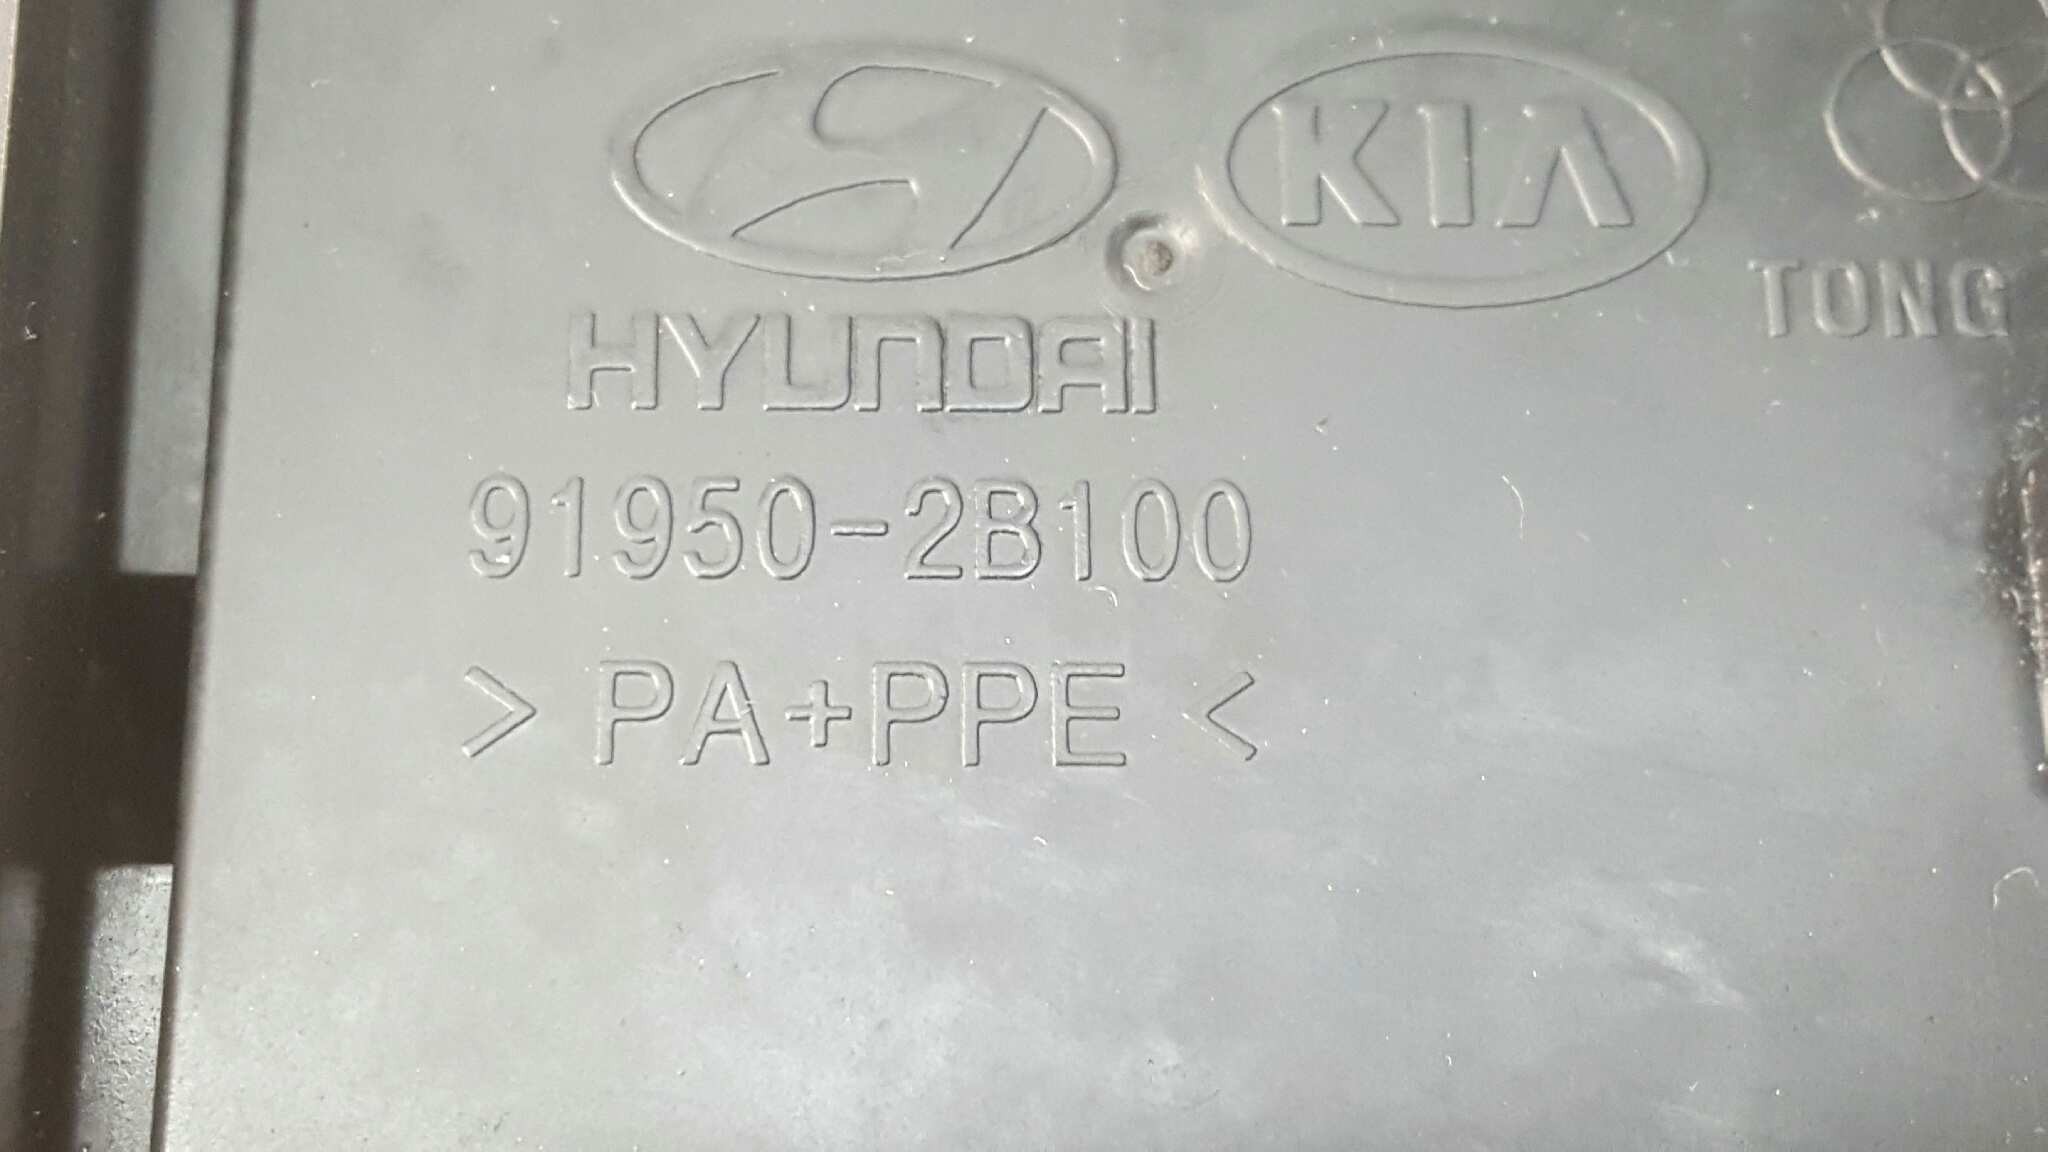 KIA
TONG
HYUNDAI
91950-2B100
>PA+PPE<